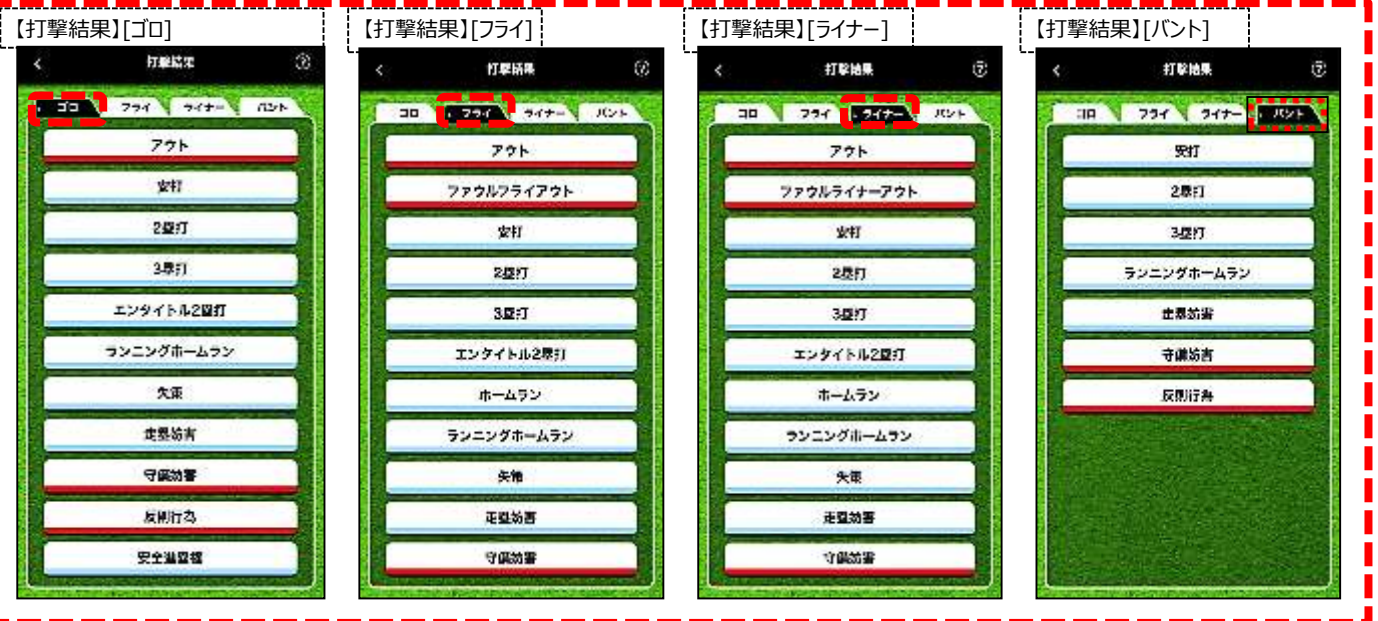 【打撃結果】[ゴロ]
打撃結果
?
ゴロ フライ ライナー バント
アウト
安打
2塁打
3塁打
エンタイトル2塁打
ランニングホームラン
失策
走塁妨害
守備妨害
反則行為
安全進塁権
【打撃結果】[フライ]
打撃結果
?
ゴロ フライ ライナー バント
アウト
ファウルフライアウト
安打
2塁打
3塁打
エンタイトル2塁打
ホームラン
ランニングホームラン
失策
走塁妨害
守備妨害
【打撃結果】[ライナー]
打撃結果
?
ゴロ フライ ライナー バント
アウト
ファウルライナーアウト
安打
2塁打
3塁打
エンタイトル2塁打
ホームラン
ランニングホームラン
失策
走塁妨害
守備妨害
【打撃結果】[バント]
打撃結果
?
ゴロ フライ ライナー バント
安打
2塁打
3塁打
ランニングホームラン
走塁妨害
守備妨害
反則行為